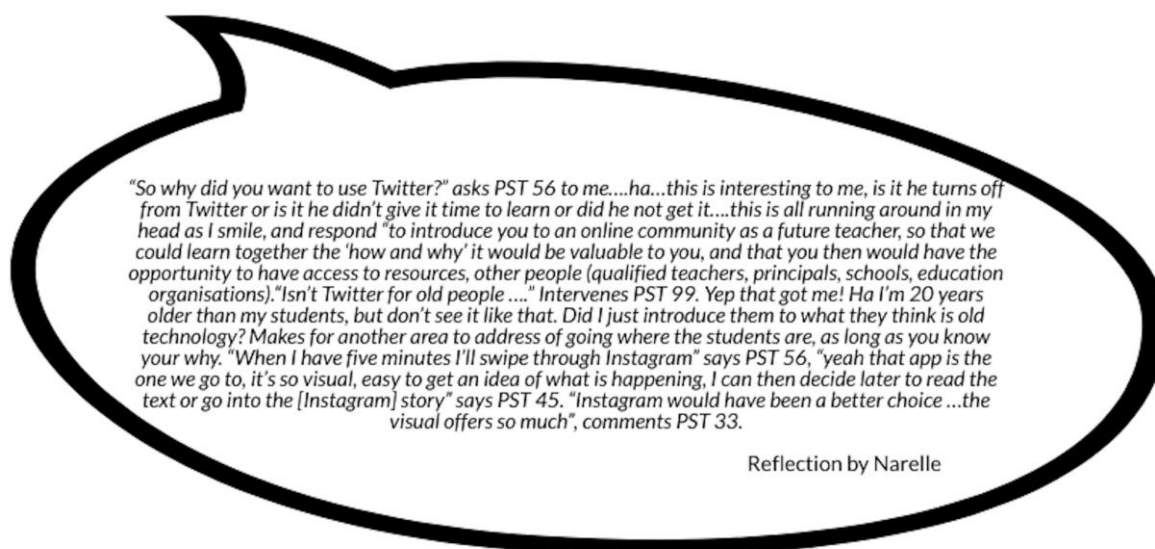 “So why did you want to use Twitter?” asks PST 56 to me....ha...this is interesting to me, is it he turns off
from Twitter or is it he didn’t give it time to learn or did he not get it....this is all running around in my
head as I smile, and respond “to introduce you to an online community as a future teacher, so that we
could learn together the ‘how and why’ it would be valuable to you, and that you then would have the
opportunity to have access to resources, other people (qualified teachers, principals, schools, education
organisations).“Isn’t Twitter for old people ....” Intervenes PST 99. Yep that got me! Ha I’m 20 years
older than my students, but don’t see it like that. Did I just introduce them to what they think is old
technology? Makes for another area to address of going where the students are, as long as you know
your why. “When I have five minutes I’ll swipe through Instagram” says PST 56, “yeah that app is the
one we go to, it’s so visual, easy to get an idea of what is happening, I can then decide later to read the
text or go into the [Instagram] story” says PST 45. “Instagram would have been a better choice ...the
visual offers so much”, comments PST 33.
Reflection by Narelle